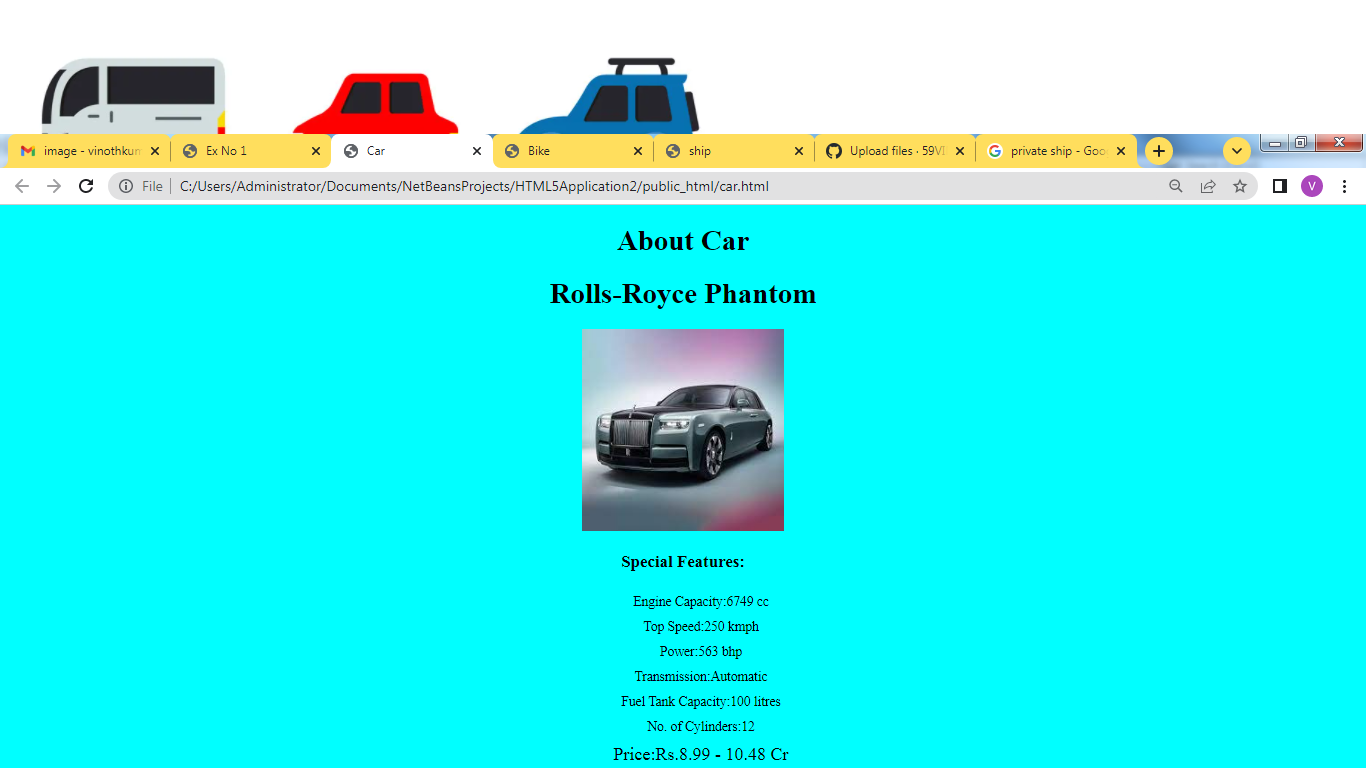 image - vinothkum
Ex No 1
Car
Bike
ship
Upload files · 59VI
private ship - Goo
File
C:/Users/Administrator/Documents/NetBeansProjects/HTML5Application2/public_html/car.html
V
About Car
Rolls-Royce Phantom
Special Features:
Engine Capacity:6749 cc
Top Speed:250 kmph
Power:563 bhp
Transmission:Automatic
Fuel Tank Capacity:100 litres
No. of Cylinders:12
Price:Rs.8.99 - 10.48 Cr